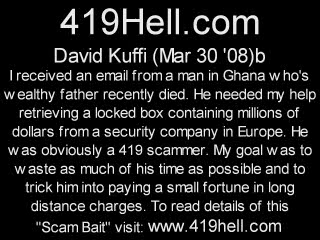 419Hell.com
David Kuffi (Mar 30 '08)b
I received an email from a man in Ghana who's
wealthy father recently died. He needed my help
retrieving a locked box containing millions of
dollars from a security company in Europe. He
was obviously a 419 scammer. My goal was to
waste as much of his time as possible and to
trick him into paying a small fortune in long
distance charges. To read details of this
"Scam Bait" visit: www.419hell.com